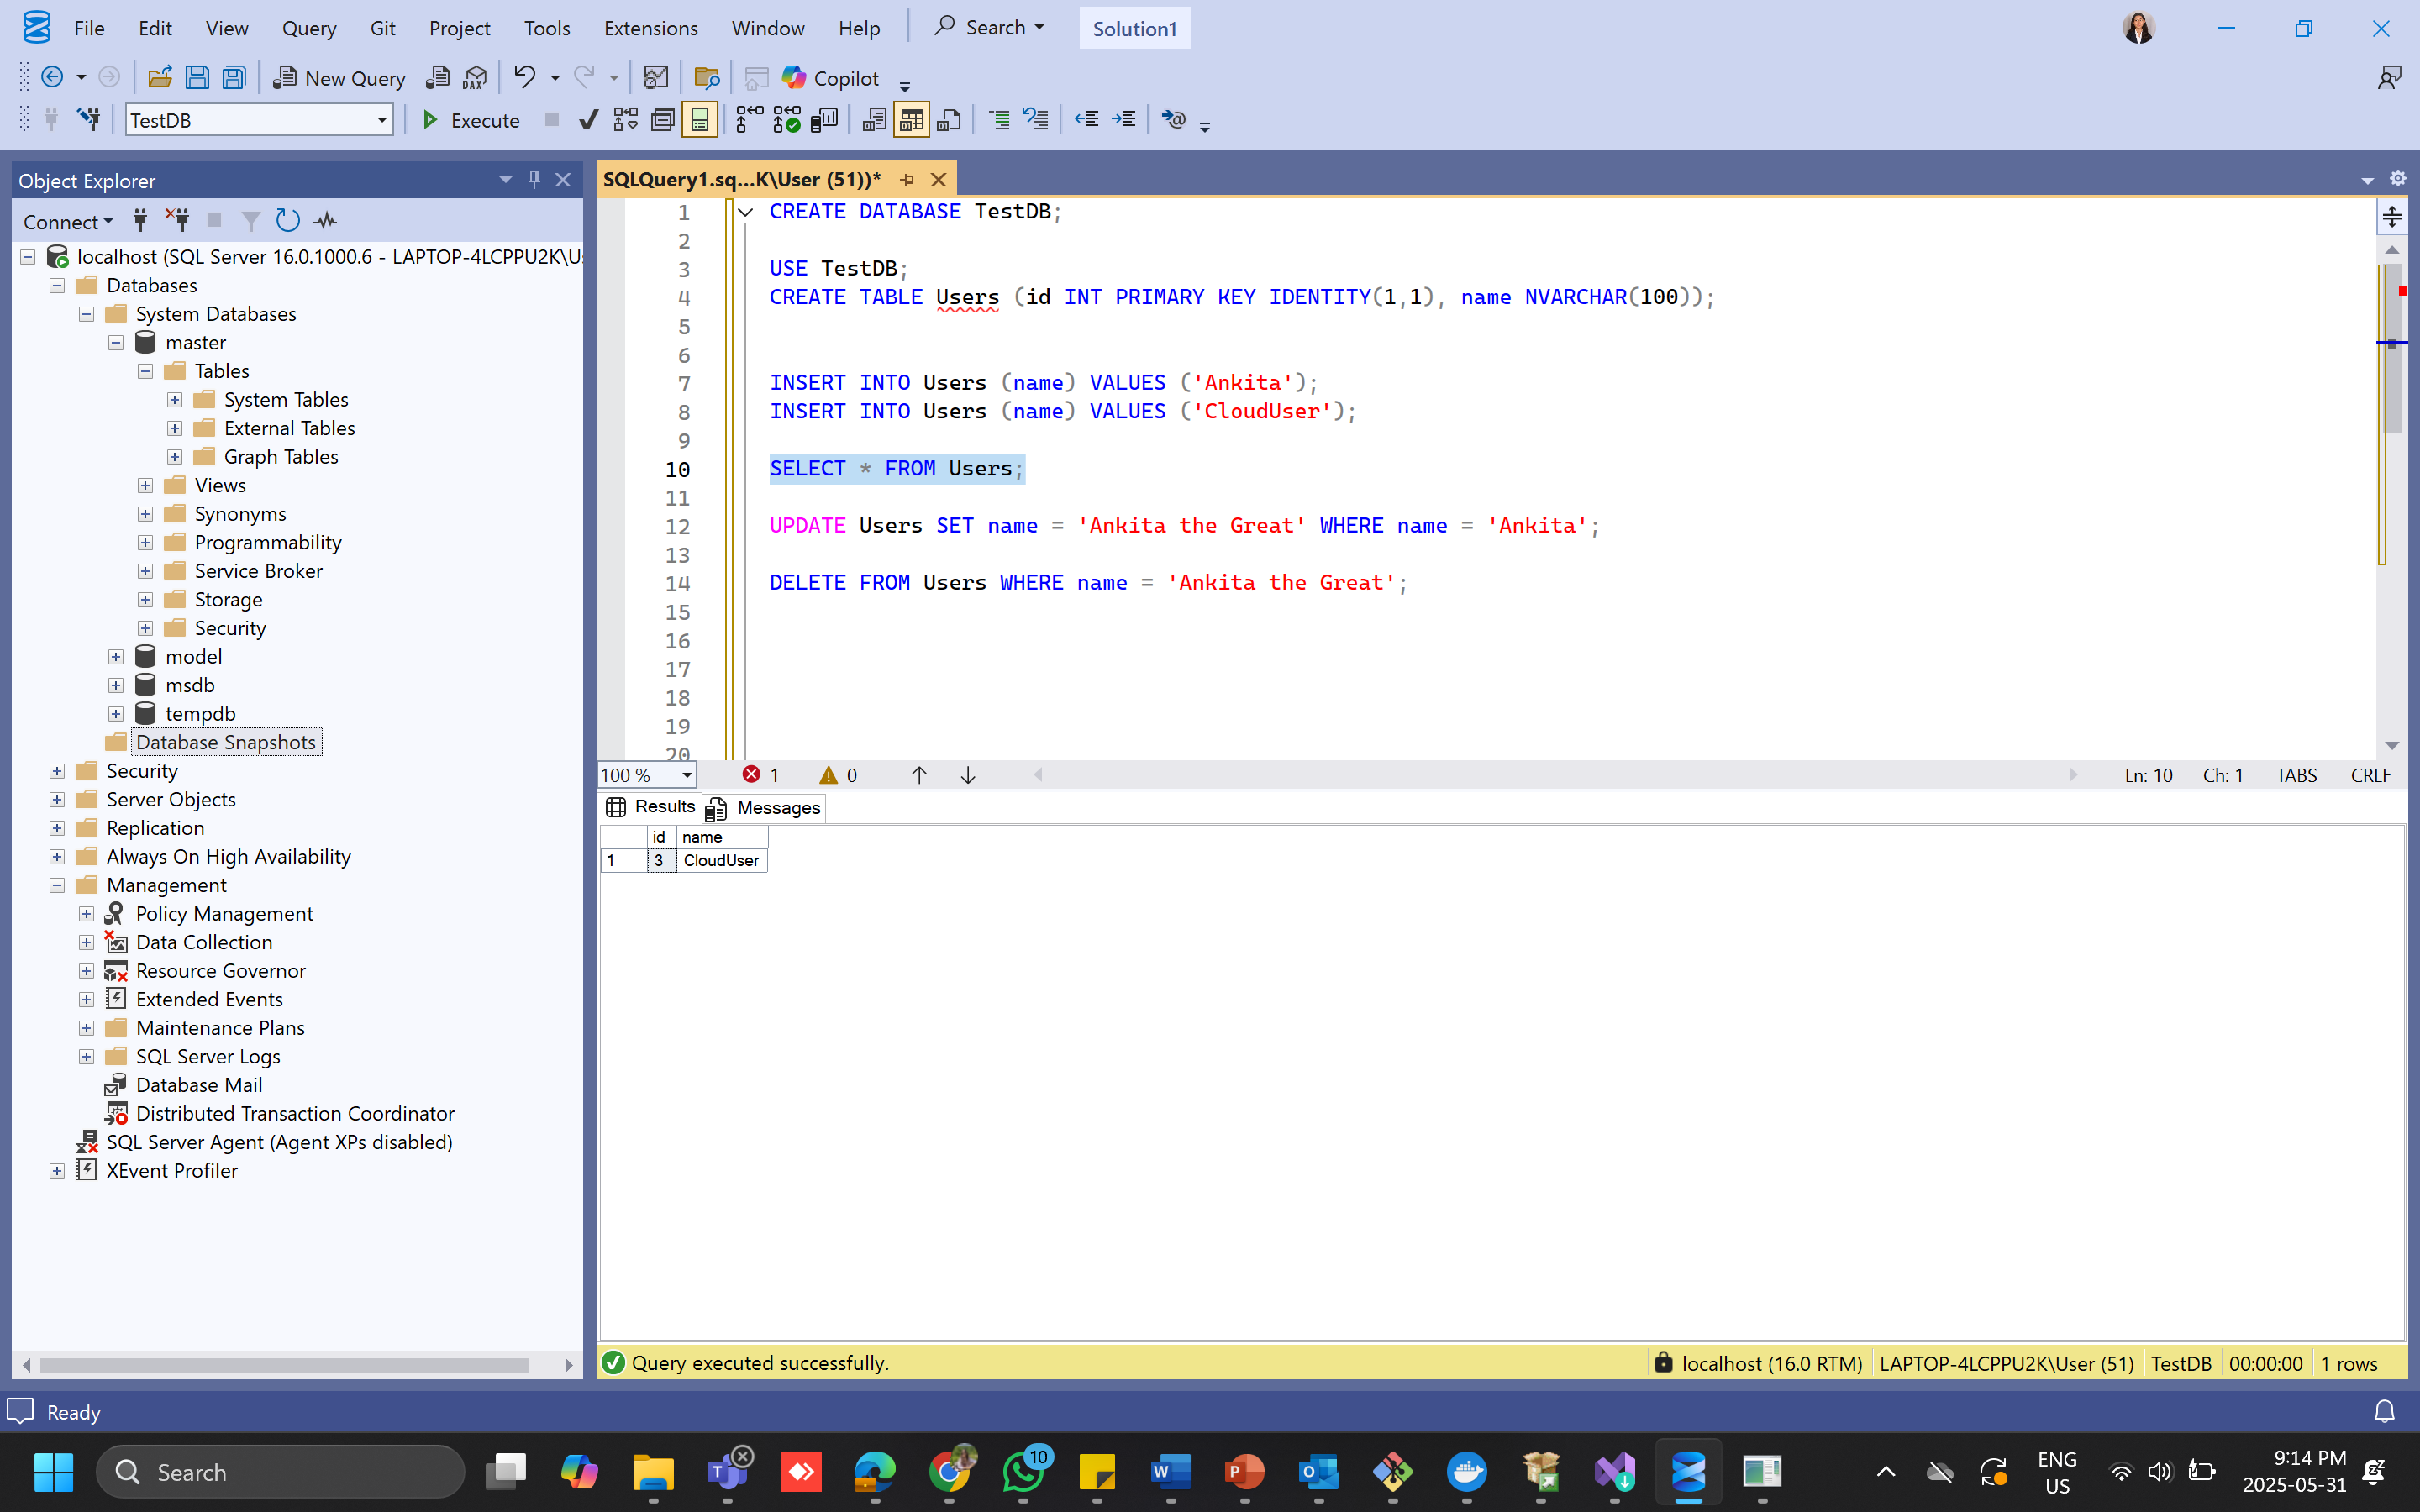 File Edit View Query Git Project Tools Extensions Window Help Search Solution1
New Query DAX Copilot
TestDB Execute
Object Explorer
Connect
localhost (SQL Server 16.0.1000.6 - LAPTOP-4LCPPU2K\Us
Databases
System Databases
master
Tables
System Tables
External Tables
Graph Tables
Views
Synonyms
Programmability
Service Broker
Storage
Security
model
msdb
tempdb
Database Snapshots
Security
Server Objects
Replication
Always On High Availability
Management
Policy Management
Data Collection
Resource Governor
Extended Events
Maintenance Plans
SQL Server Logs
Database Mail
Distributed Transaction Coordinator
SQL Server Agent (Agent XPs disabled)
XEvent Profiler
SQLQuery1.sq...K\User (51))*
1 CREATE DATABASE TestDB;
2
3 USE TestDB;
4 CREATE TABLE Users (id INT PRIMARY KEY IDENTITY(1,1), name NVARCHAR(100));
5
6
7 INSERT INTO Users (name) VALUES ('Ankita');
8 INSERT INTO Users (name) VALUES ('CloudUser');
9
10 SELECT * FROM Users;
11
12 UPDATE Users SET name = 'Ankita the Great' WHERE name = 'Ankita';
13
14 DELETE FROM Users WHERE name = 'Ankita the Great';
15
16
17
18
19
20
100 % 1 0 Ln: 10 Ch: 1 TABS CRLF
Results Messages
id name
1 3 CloudUser
Query executed successfully. localhost (16.0 RTM) LAPTOP-4LCPPU2K\User (51) TestDB 00:00:00 1 rows
Ready
Search 10 ENG US 9:14 PM 2025-05-31